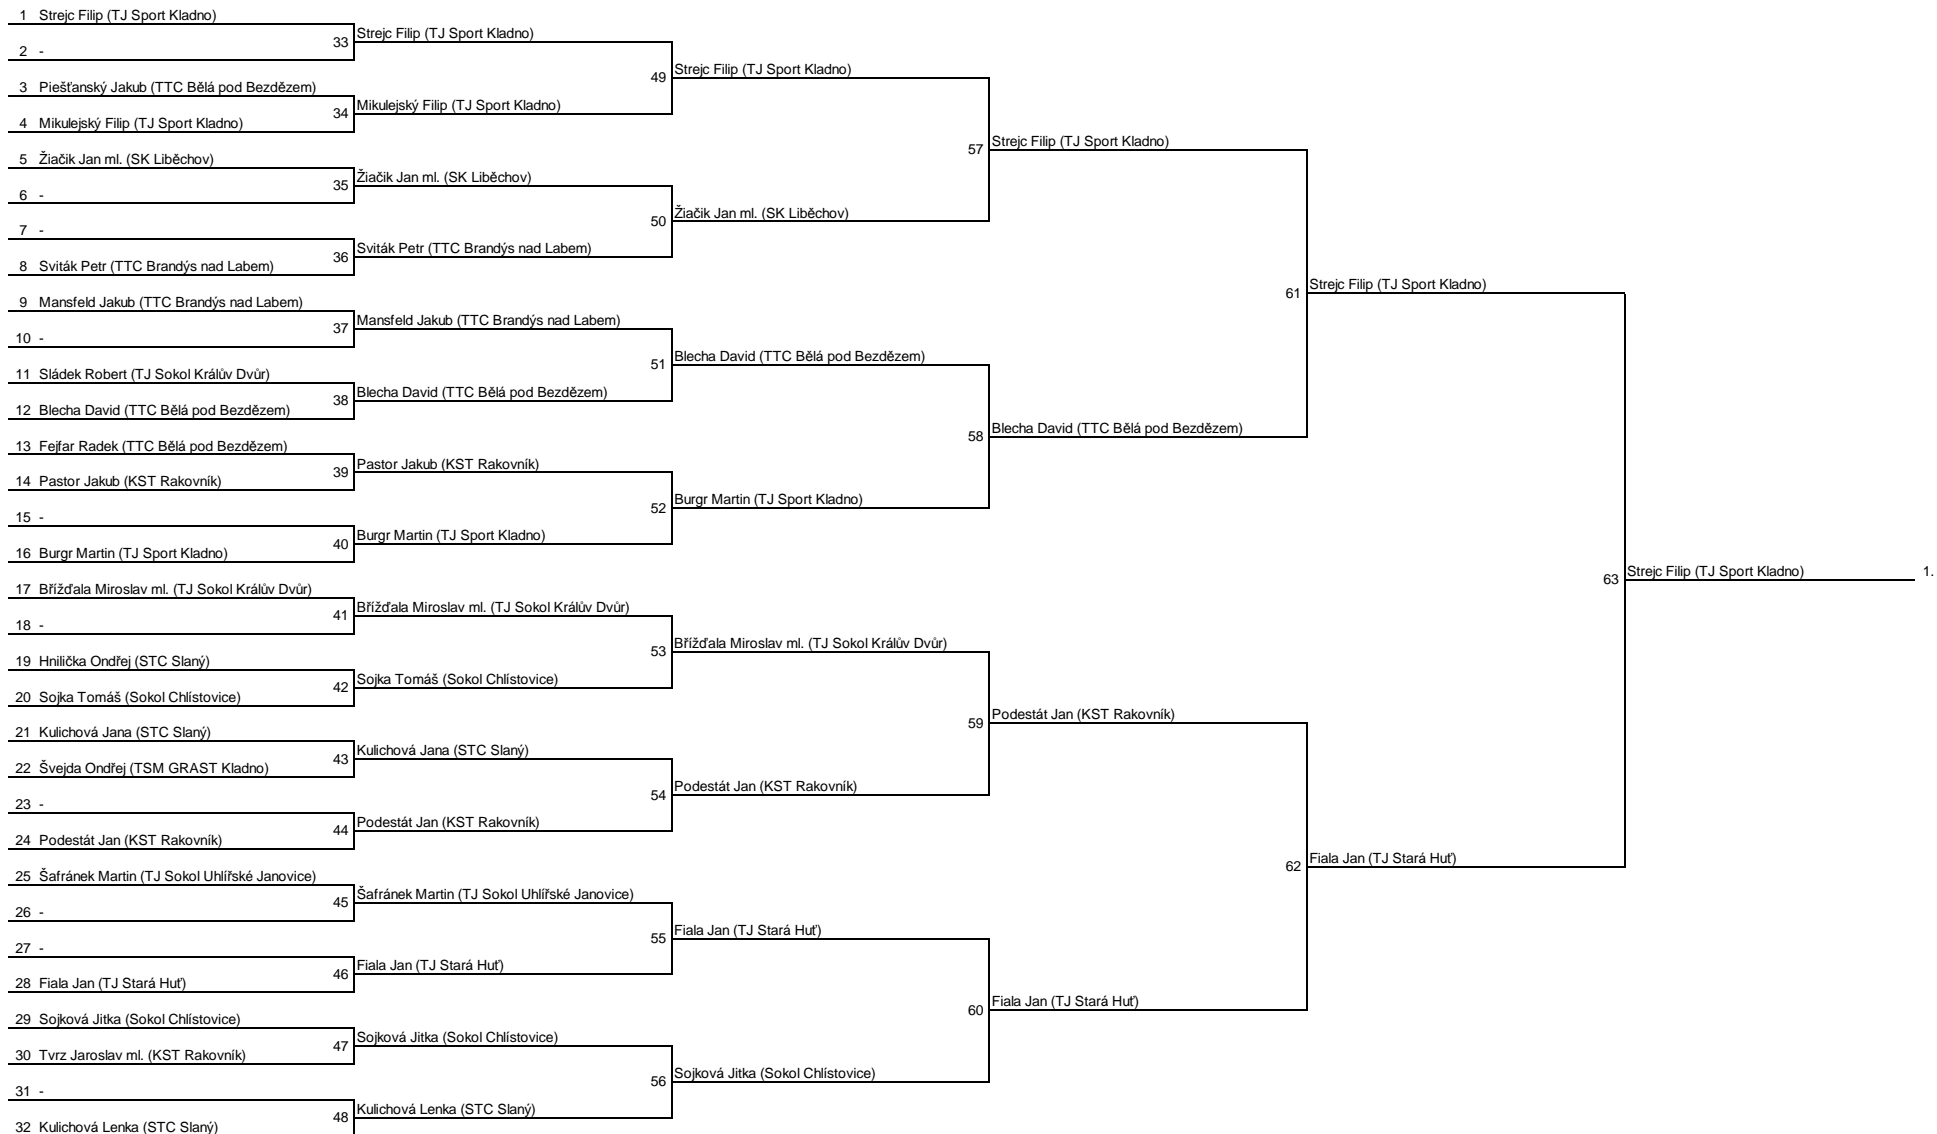 1 Strejc Filip (TJ Sport Kladno)
2 -
3 Piešťanský Jakub (TTC Bělá pod Bezdězem)
4 Mikulejský Filip (TJ Sport Kladno)
5 Žiačik Jan ml. (SK Liběchov)
6 -
7 -
8 Sviták Petr (TTC Brandýs nad Labem)
9 Mansfeld Jakub (TTC Brandýs nad Labem)
10 -
11 Sládek Robert (TJ Sokol Králův Dvůr)
12 Blecha David (TTC Bělá pod Bezdězem)
13 Fejfar Radek (TTC Bělá pod Bezdězem)
14 Pastor Jakub (KST Rakovník)
15 -
16 Burgr Martin (TJ Sport Kladno)
17 Břížďala Miroslav ml. (TJ Sokol Králův Dvůr)
18 -
19 Hnilička Ondřej (STC Slaný)
20 Sojka Tomáš (Sokol Chlístovice)
21 Kulichová Jana (STC Slaný)
22 Švejda Ondřej (TSM GRAST Kladno)
23 -
24 Podestát Jan (KST Rakovník)
25 Šafránek Martin (TJ Sokol Uhlířské Janovice)
26 -
27 -
28 Fiala Jan (TJ Stará Huť)
29 Sojková Jitka (Sokol Chlístovice)
30 Tvrz Jaroslav ml. (KST Rakovník)
31 -
32 Kulichová Lenka (STC Slaný)
33 Strejc Filip (TJ Sport Kladno)
34 Mikulejský Filip (TJ Sport Kladno)
35 Žiačik Jan ml. (SK Liběchov)
36 Sviták Petr (TTC Brandýs nad Labem)
37 Mansfeld Jakub (TTC Brandýs nad Labem)
38 Blecha David (TTC Bělá pod Bezdězem)
39 Pastor Jakub (KST Rakovník)
40 Burgr Martin (TJ Sport Kladno)
41 Břížďala Miroslav ml. (TJ Sokol Králův Dvůr)
42 Sojka Tomáš (Sokol Chlístovice)
43 Kulichová Jana (STC Slaný)
44 Podestát Jan (KST Rakovník)
45 Šafránek Martin (TJ Sokol Uhlířské Janovice)
46 Fiala Jan (TJ Stará Huť)
47 Sojková Jitka (Sokol Chlístovice)
48 Kulichová Lenka (STC Slaný)
49 Strejc Filip (TJ Sport Kladno)
50 Žiačik Jan ml. (SK Liběchov)
51 Blecha David (TTC Bělá pod Bezdězem)
52 Burgr Martin (TJ Sport Kladno)
53 Břížďala Miroslav ml. (TJ Sokol Králův Dvůr)
54 Podestát Jan (KST Rakovník)
55 Fiala Jan (TJ Stará Huť)
56 Sojková Jitka (Sokol Chlístovice)
57 Strejc Filip (TJ Sport Kladno)
58 Blecha David (TTC Bělá pod Bezdězem)
59 Podestát Jan (KST Rakovník)
60 Fiala Jan (TJ Stará Huť)
61 Strejc Filip (TJ Sport Kladno)
62 Fiala Jan (TJ Stará Huť)
63 Strejc Filip (TJ Sport Kladno) 1.